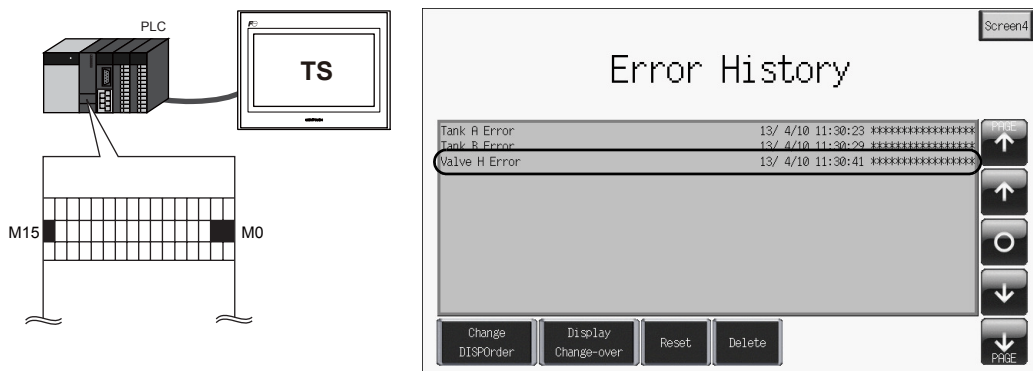 PLC
TS
M15
M0
Screen4
Error History
Tank A Error 13/ 4/10 11:30:23 *****************
Tank B Error 13/ 4/10 11:30:29 *****************
Valve H Error 13/ 4/10 11:30:41 *****************
PAGE
Change
DISPOrder
Display
Change-over
Reset
Delete
PAGE